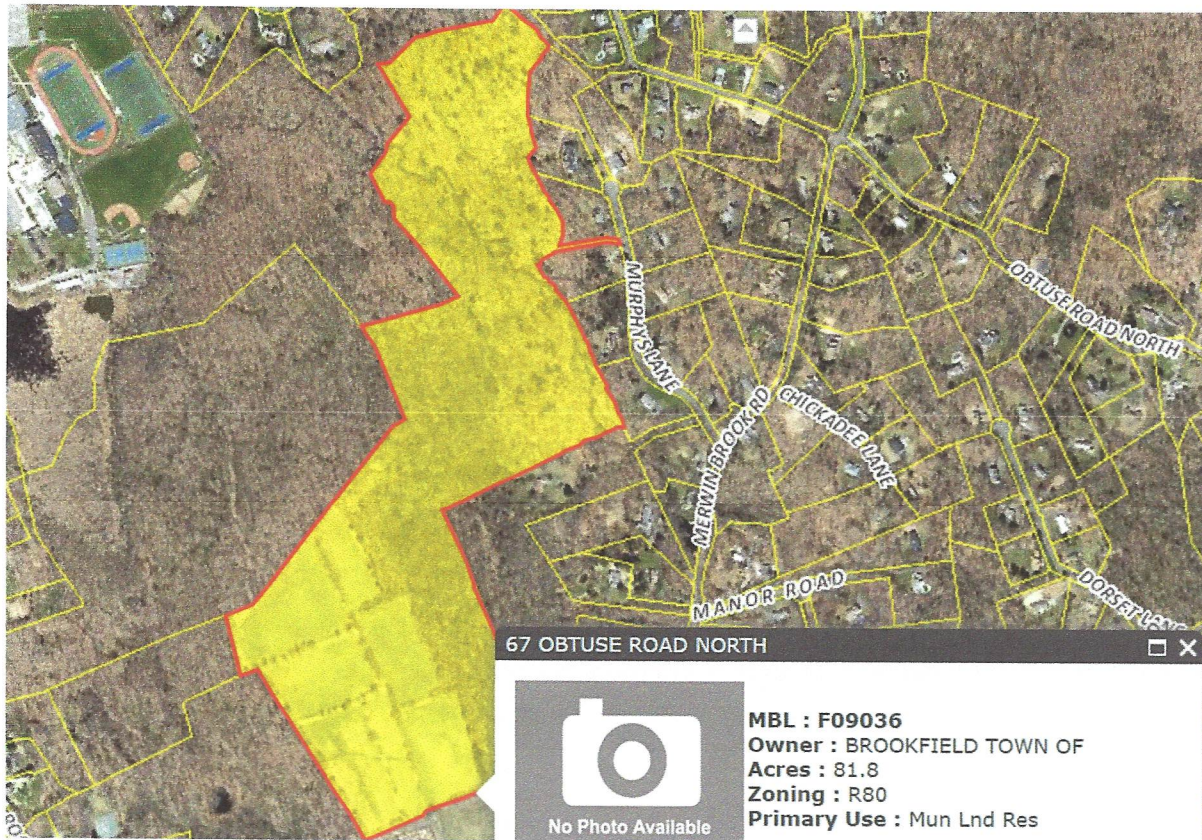 MURPHYS LANE
MERWIN BROOK RD
CHICKADEE LANE
OBTUSE ROAD NORTH
MANOR ROAD
DORSET LANE
67 OBTUSE ROAD NORTH
No Photo Available
MBL : F09036
Owner : BROOKFIELD TOWN OF
Acres : 81.8
Zoning : R80
Primary Use : Mun Lnd Res